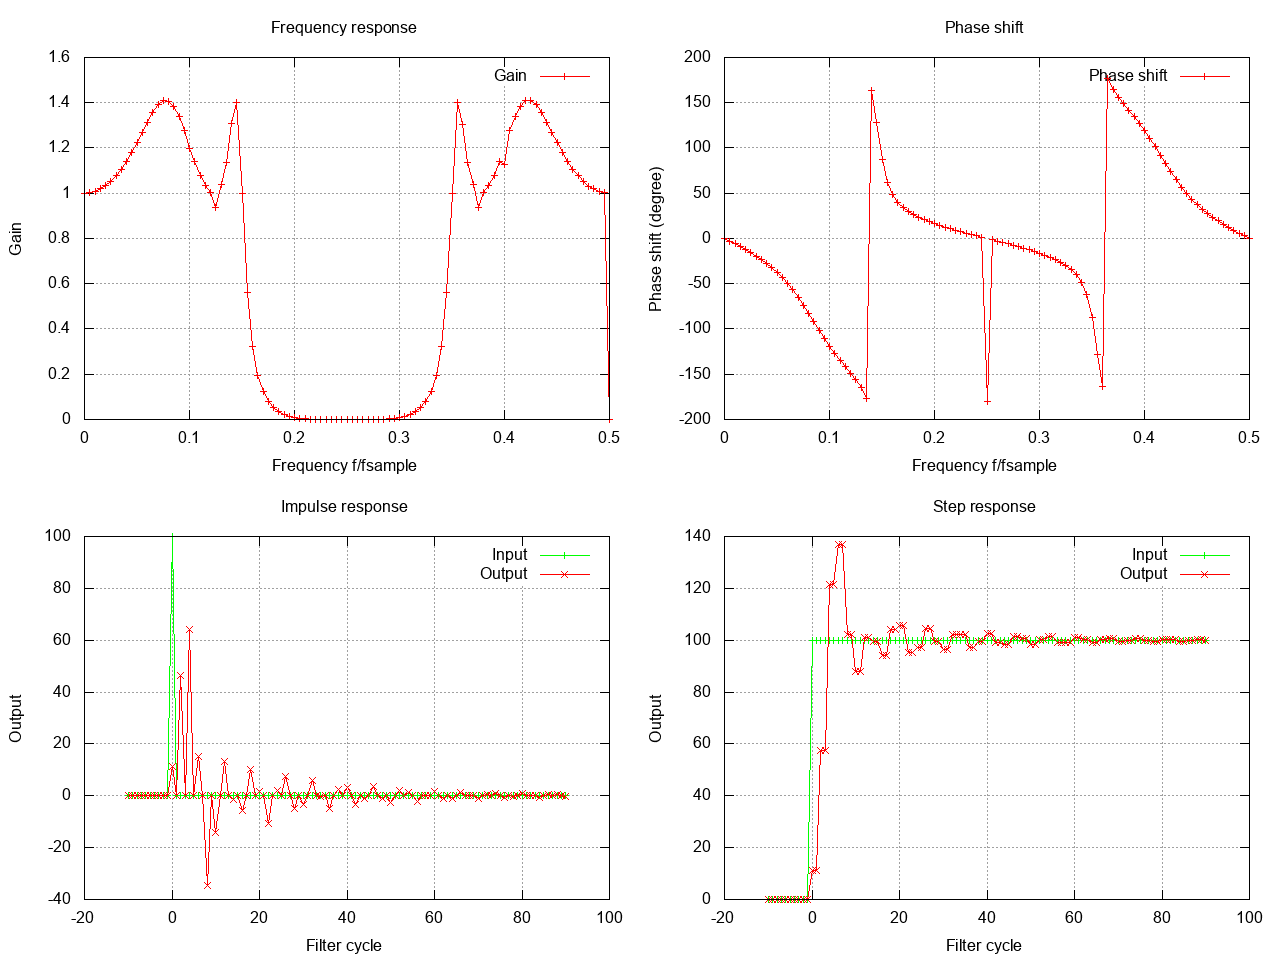 Frequency response
Gain
1.6
1.4
1.2
1
0.8
0.6
0.4
0.2
0
Gain
0 0.1 0.2 0.3 0.4 0.5
Frequency f/fsample
Phase shift
Phase shift
200
150
100
50
0
-50
-100
-150
-200
Phase shift (degree)
0 0.1 0.2 0.3 0.4 0.5
Frequency f/fsample
Impulse response
Input
Output
100
80
60
40
20
0
-20
-40
Output
-20 0 20 40 60 80 100
Filter cycle
Step response
Input
Output
140
120
100
80
60
40
20
0
Output
-20 0 20 40 60 80 100
Filter cycle